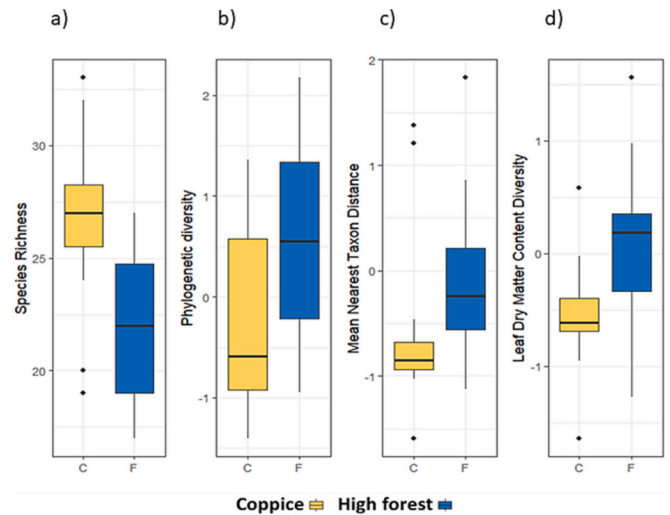 a) b) c) d)
Species Richness
30
25
20
C F
Phylogenetic diversity
2
1
0
-1
C F
Mean Nearest Taxon Distance
2
1
0
-1
C F
Leaf Dry Matter Content Diversity
1
0
-1
C F
Coppice High forest